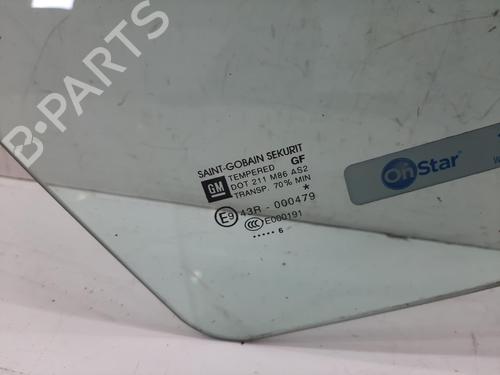 B-PARTS
SAINT-GOBAIN SEKURIT
GM TEMPERED GF
DOT 211 M86 AS2
TRANSP. 70% MIN
E9 43R - 000479 *
CCC E000191
..... 6
OnStar